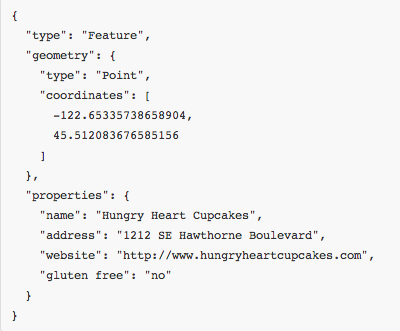 {
"type": "Feature",
"geometry": {
"type": "Point",
"coordinates": [
-122.65335738658904,
45.512083676585156
]
},
"properties": {
"name": "Hungry Heart Cupcakes",
"address": "1212 SE Hawthorne Boulevard",
"website": "http://www.hungryheartcupcakes.com",
"gluten free": "no"
}
}